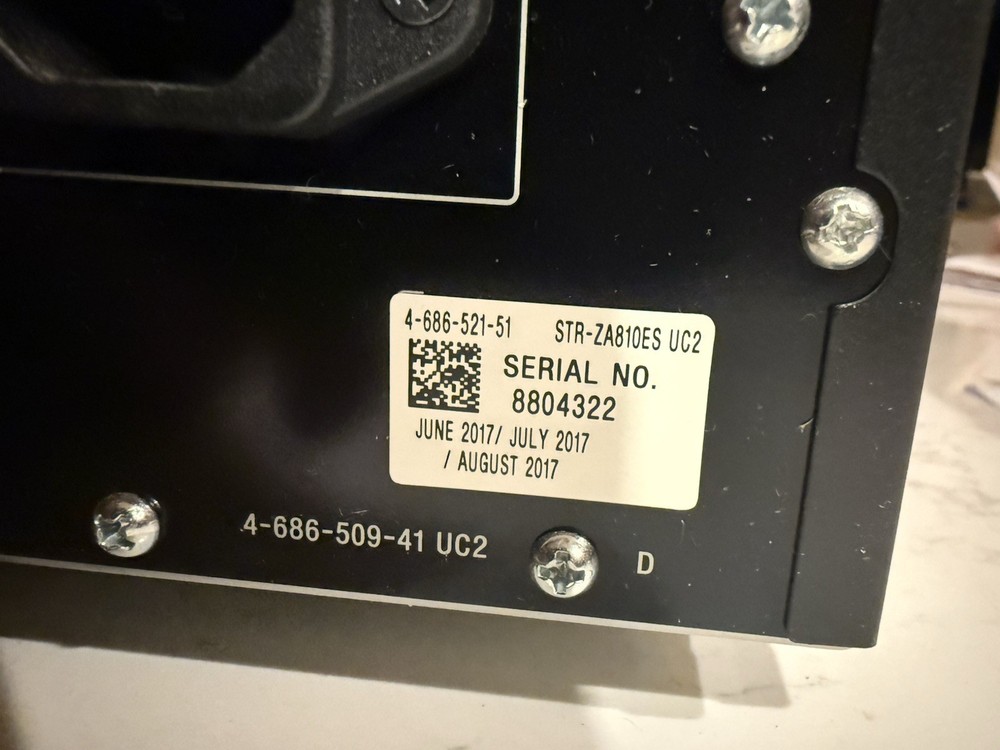 4-686-521-51 STR-ZA810ES UC2
SERIAL NO.
8804322
JUNE 2017/ JULY 2017
/ AUGUST 2017
4-686-509-41 UC2 D